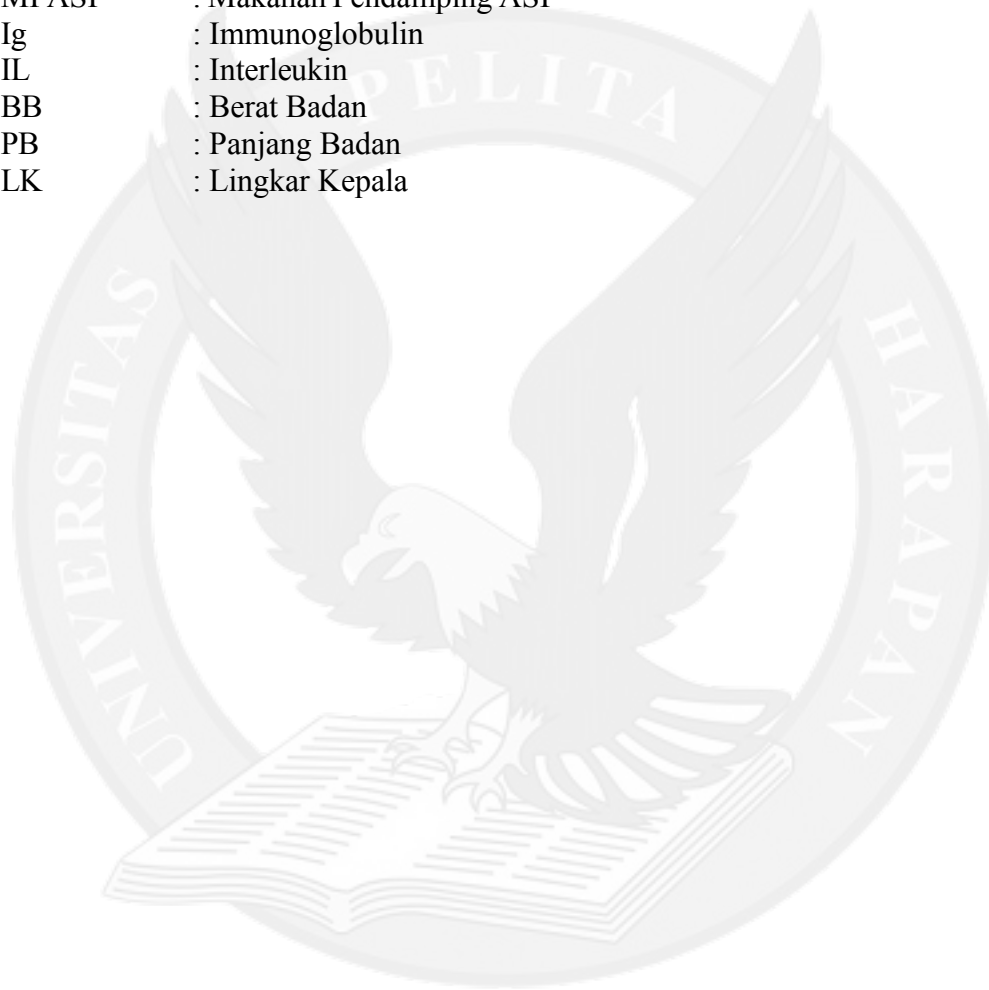 MPASI : Makanan Pendamping ASI
Ig : Immunoglobulin
IL : Interleukin
BB : Berat Badan
PB : Panjang Badan
LK : Lingkar Kepala
UNIVERSITAS PELITA HARAPAN